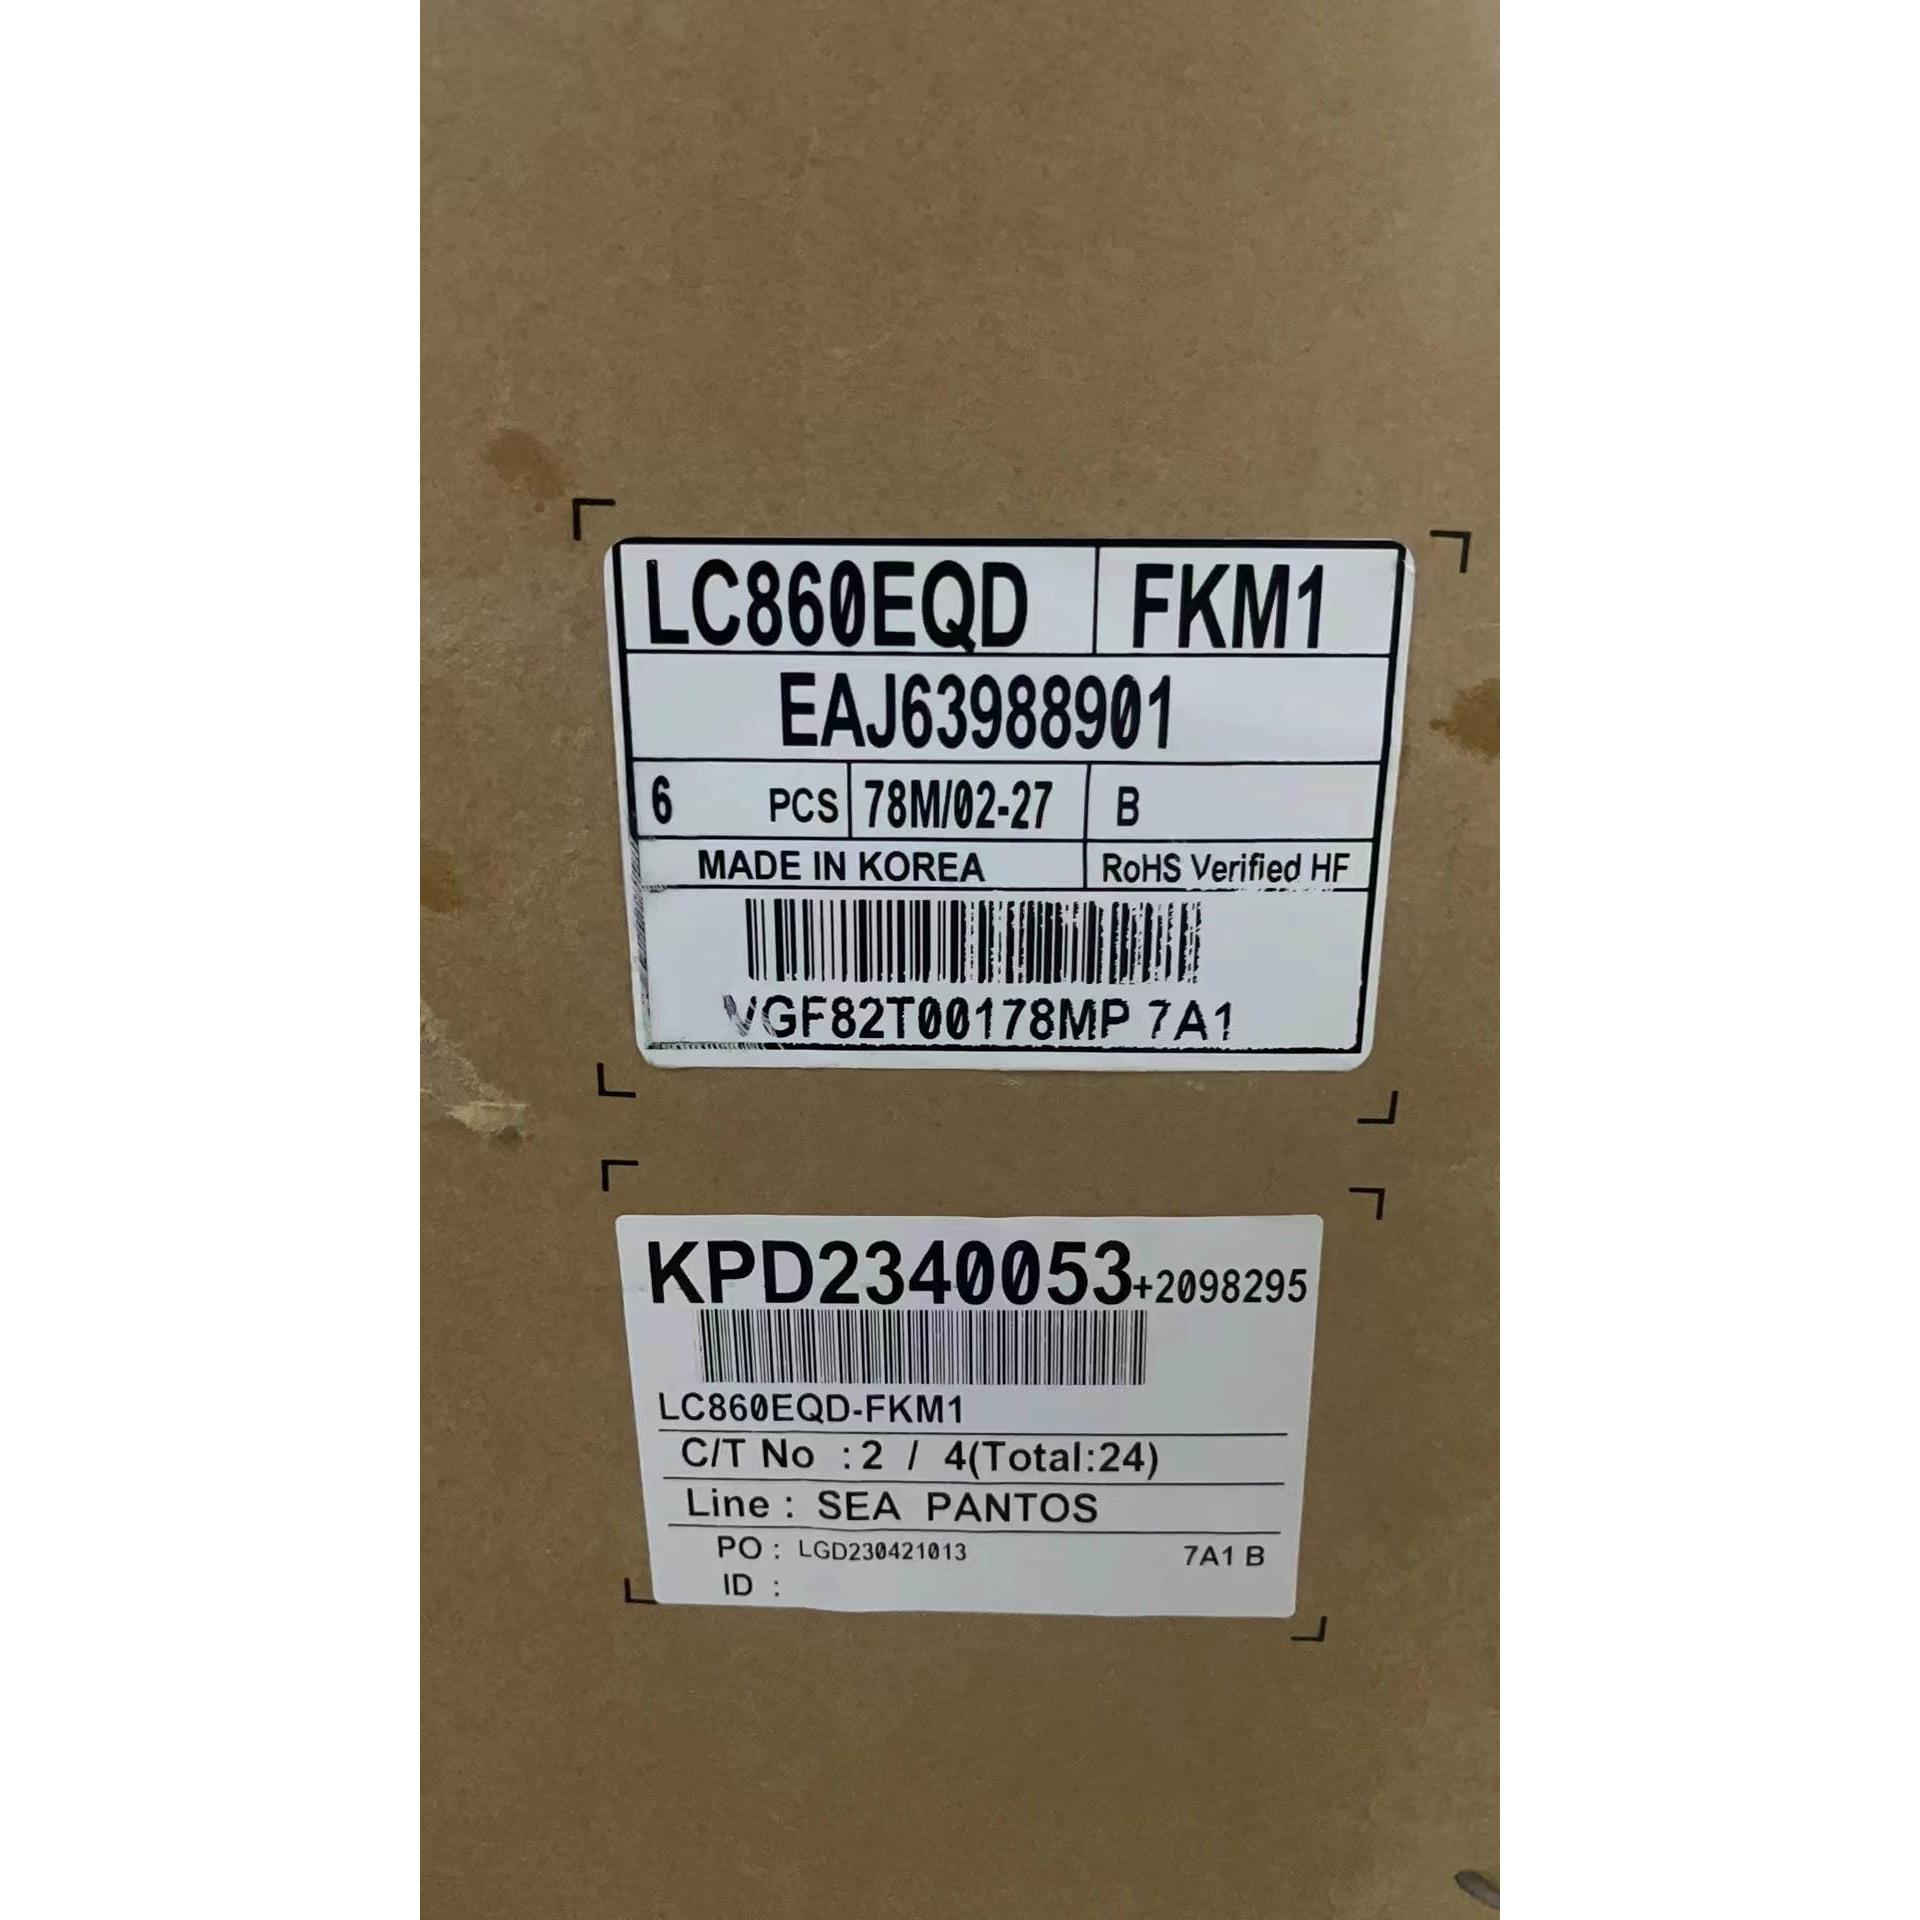 LC860EQD FKM1
EAJ63988901
6 PCS 78M/02-27 B
MADE IN KOREA RoHS Verified HF
VGF82T00178MP 7A1
KPD2340053+2098295
LC860EQD-FKM1
C/T No : 2 / 4(Total:24)
Line : SEA PANTOS
PO : LGD230421013 7A1 B
ID :